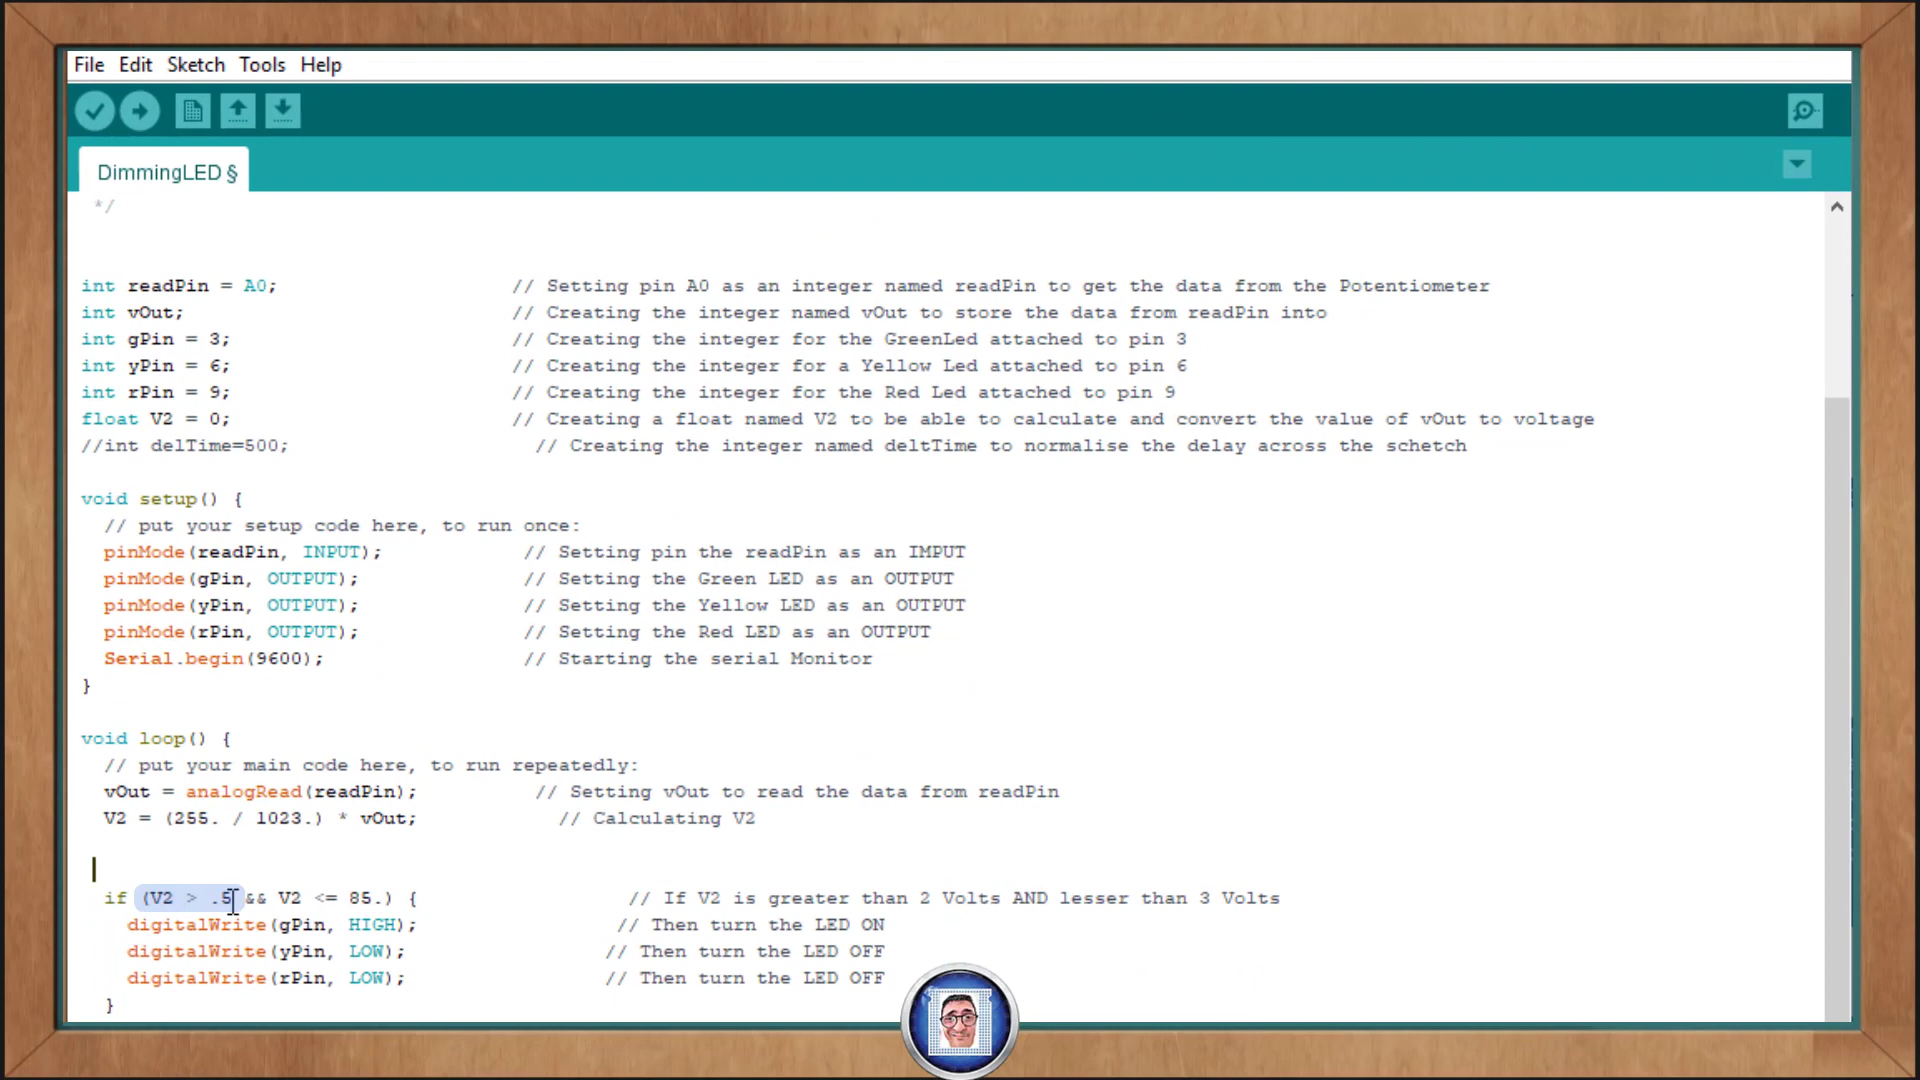 File Edit Sketch Tools Help
DimmingLED §
*/
int readPin = A0; // Setting pin A0 as an integer named readPin to get the data from the Potentiometer
int vOut; // Creating the integer named vOut to store the data from readPin into
int gPin = 3; // Creating the integer for the GreenLed attached to pin 3
int yPin = 6; // Creating the integer for a Yellow Led attached to pin 6
int rPin = 9; // Creating the integer for the Red Led attached to pin 9
float V2 = 0; // Creating a float named V2 to be able to calculate and convert the value of vOut to voltage
//int delTime=500; // Creating the integer named deltTime to normalise the delay across the schetch
void setup() {
// put your setup code here, to run once:
pinMode(readPin, INPUT); // Setting pin the readPin as an IMPUT
pinMode(gPin, OUTPUT); // Setting the Green LED as an OUTPUT
pinMode(yPin, OUTPUT); // Setting the Yellow LED as an OUTPUT
pinMode(rPin, OUTPUT); // Setting the Red LED as an OUTPUT
Serial.begin(9600); // Starting the serial Monitor
}
void loop() {
// put your main code here, to run repeatedly:
vOut = analogRead(readPin); // Setting vOut to read the data from readPin
V2 = (255. / 1023.) * vOut; // Calculating V2
if (V2 > .5 && V2 <= 85.) { // If V2 is greater than 2 Volts AND lesser than 3 Volts
digitalWrite(gPin, HIGH); // Then turn the LED ON
digitalWrite(yPin, LOW); // Then turn the LED OFF
digitalWrite(rPin, LOW); // Then turn the LED OFF
}